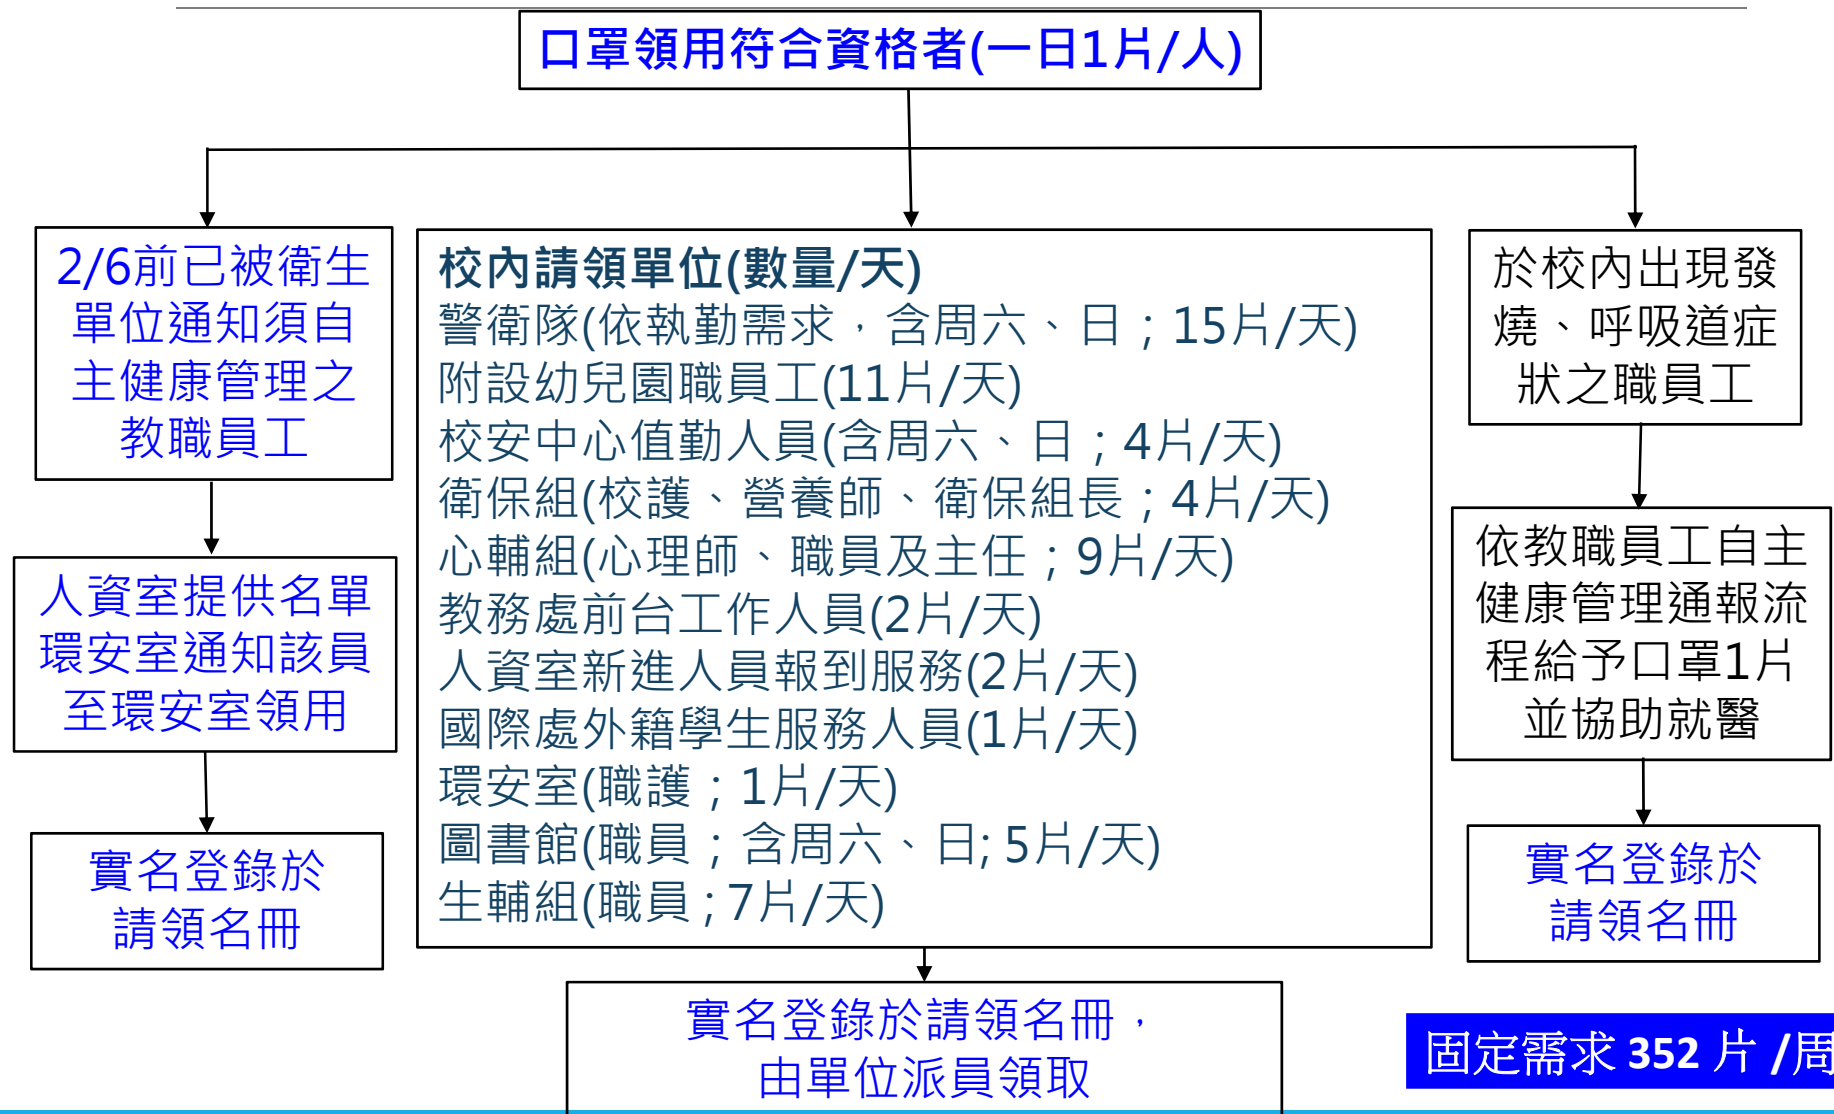 口罩領用符合資格者(一日1片/人)
2/6前已被衛生
單位通知須自
主健康管理之
教職員工
人資室提供名單
環安室通知該員
至環安室領用
實名登錄於
請領名冊
校內請領單位(數量/天)
警衛隊(依執勤需求，含周六、日；15片/天)
附設幼兒園職員工(11片/天)
校安中心值勤人員(含周六、日；4片/天)
衛保組(校護、營養師、衛保組長；4片/天)
心輔組(心理師、職員及主任；9片/天)
教務處前台工作人員(2片/天)
人資室新進人員報到服務(2片/天)
國際處外籍學生服務人員(1片/天)
環安室(職護；1片/天)
圖書館(職員；含周六、日; 5片/天)
生輔組(職員；7片/天)
實名登錄於請領名冊，
由單位派員領取
於校內出現發
燒、呼吸道症
狀之職員工
依教職員工自主
健康管理通報流
程給予口罩1片
並協助就醫
實名登錄於
請領名冊
固定需求 352 片 /周